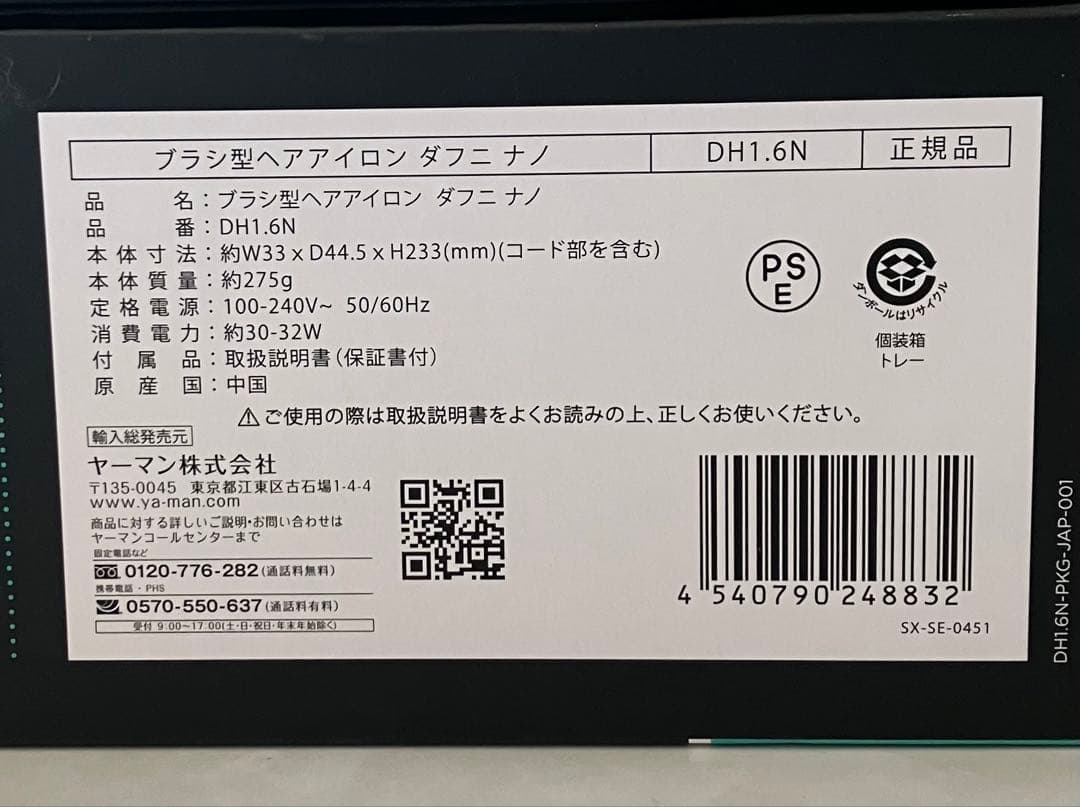 ブラシ型ヘアアイロン ダフニ ナノ DH1.6N 正規品
品名：ブラシ型ヘアアイロン ダフニ ナノ
品番：DH1.6N
本体寸法：約W33 x D44.5 x H233(mm)(コード部を含む)
本体質量：約275g
定格電源：100-240V~ 50/60Hz
消費電力：約30-32W
付属品：取扱説明書(保証書付)
原産国：中国
PS
E
ダンボールはリサイクル
個装箱
トレー
⚠ご使用の際は取扱説明書をよくお読みの上、正しくお使いください。
輸入総発売元
ヤーマン株式会社
〒135-0045 東京都江東区古石場1-4-4
www.ya-man.com
商品に対する詳しいご説明・お問い合わせは
ヤーマンコールセンターまで
固定電話など
0120-776-282(通話料無料)
携帯電話・PHS
0570-550-637(通話料有料)
受付 9:00~17:00(土・日・祝日・年末年始除く)
4 540790 248832
SX-SE-0451
DH1.6N-PKG-JAP-001